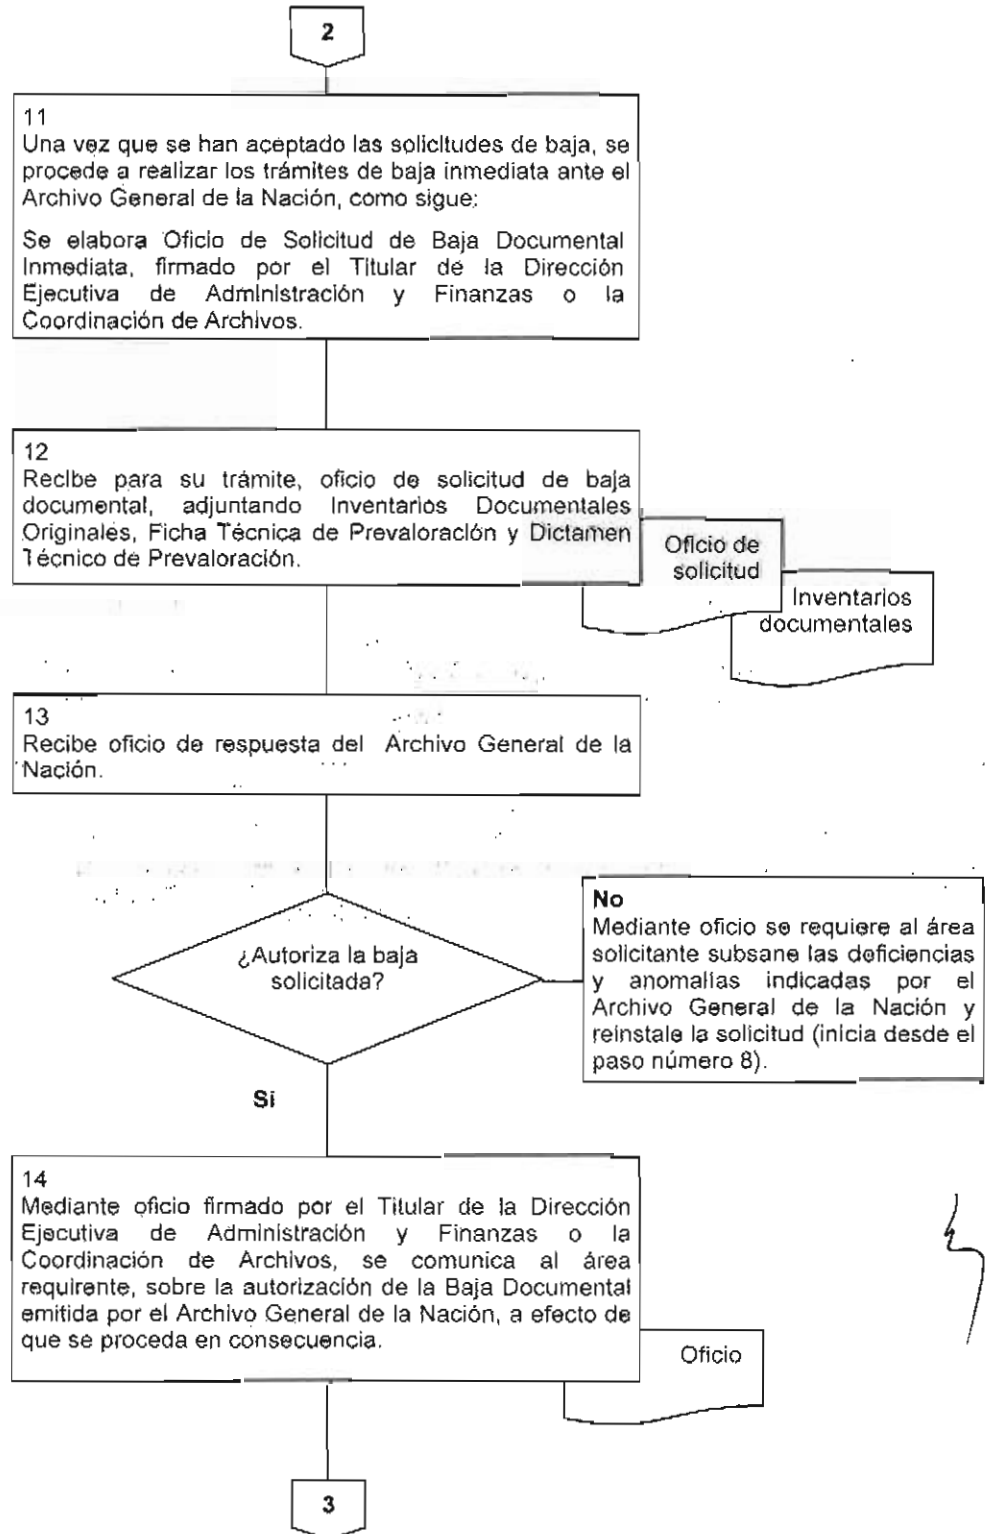 2
11
Una vez que se han aceptado las solicitudes de baja, se
procede a realizar los trámites de baja inmediata ante el
Archivo General de la Nación, como sigue:
Se elabora Oficio de Solicitud de Baja Documental
Inmediata, firmado por el Titular de la Dirección
Ejecutiva de Administración y Finanzas o la
Coordinación de Archivos.
12
Recibe para su trámite, oficio de solicitud de baja
documental, adjuntando Inventarios Documentales
Originales, Ficha Técnica de Prevaloración y Dictamen
Técnico de Prevaloración.
Oficio de
solicitud
Inventarios
documentales
13
Recibe oficio de respuesta del Archivo General de la
Nación.
¿Autoriza la baja
solicitada?
No
Mediante oficio se requiere al área
solicitante subsane las deficiencias
y anomalías indicadas por el
Archivo General de la Nación y
reinstale la solicitud (inicia desde el
paso número 8).
Si
14
Mediante oficio firmado por el Titular de la Dirección
Ejecutiva de Administración y Finanzas o la
Coordinación de Archivos, se comunica al área
requirente, sobre la autorización de la Baja Documental
emitida por el Archivo General de la Nación, a efecto de
que se proceda en consecuencia.
Oficio
3